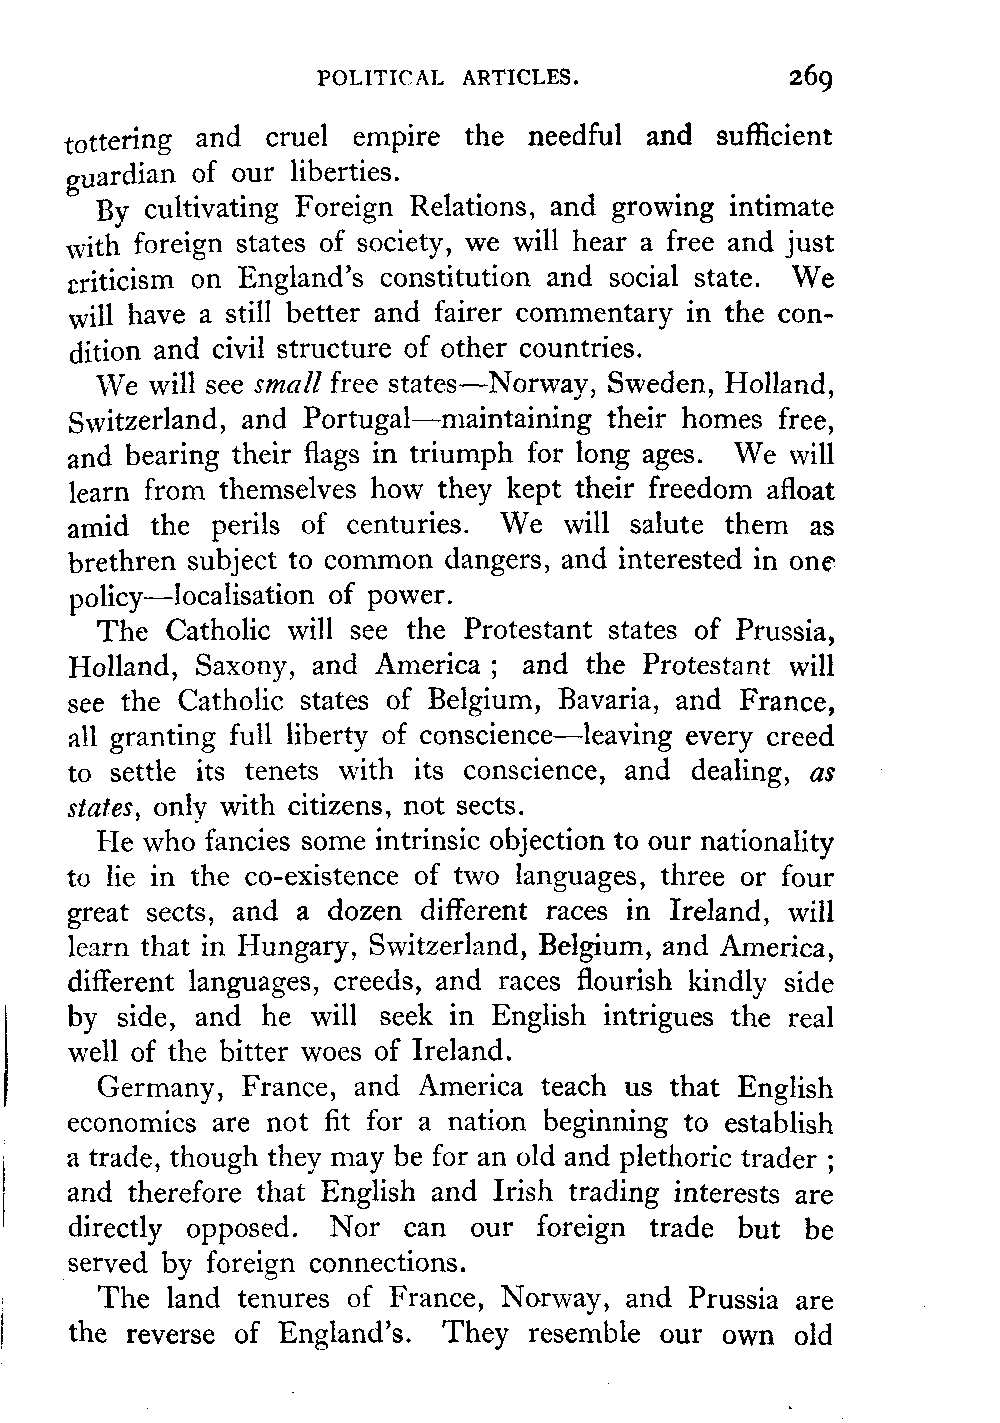 POLITICAL ARTICLES. 269
tottering and cruel empire the needful and sufficient
guardian of our liberties.
By cultivating Foreign Relations, and growing intimate
with foreign states of society, we will hear a free and just
criticism on England's constitution and social state. We
will have a still better and fairer commentary in the con-
dition and civil structure of other countries.
We will see small free states—Norway, Sweden, Holland,
Switzerland, and Portugal—maintaining their homes free,
and bearing their flags in triumph for long ages. We will
learn from themselves how they kept their freedom afloat
amid the perils of centuries. We will salute them as
brethren subject to common dangers, and interested in one
policy—localisation of power.
The Catholic will see the Protestant states of Prussia,
Holland, Saxony, and America ; and the Protestant will
see the Catholic states of Belgium, Bavaria, and France,
all granting full liberty of conscience—leaving every creed
to settle its tenets with its conscience, and dealing, as
states, only with citizens, not sects.
He who fancies some intrinsic objection to our nationality
to lie in the co-existence of two languages, three or four
great sects, and a dozen different races in Ireland, will
learn that in Hungary, Switzerland, Belgium, and America,
different languages, creeds, and races flourish kindly side
by side, and he will seek in English intrigues the real
well of the bitter woes of Ireland.
Germany, France, and America teach us that English
economics are not fit for a nation beginning to establish
a trade, though they may be for an old and plethoric trader ;
and therefore that English and Irish trading interests are
directly opposed. Nor can our foreign trade but be
served by foreign connections.
The land tenures of France, Norway, and Prussia are
the reverse of England's. They resemble our own old